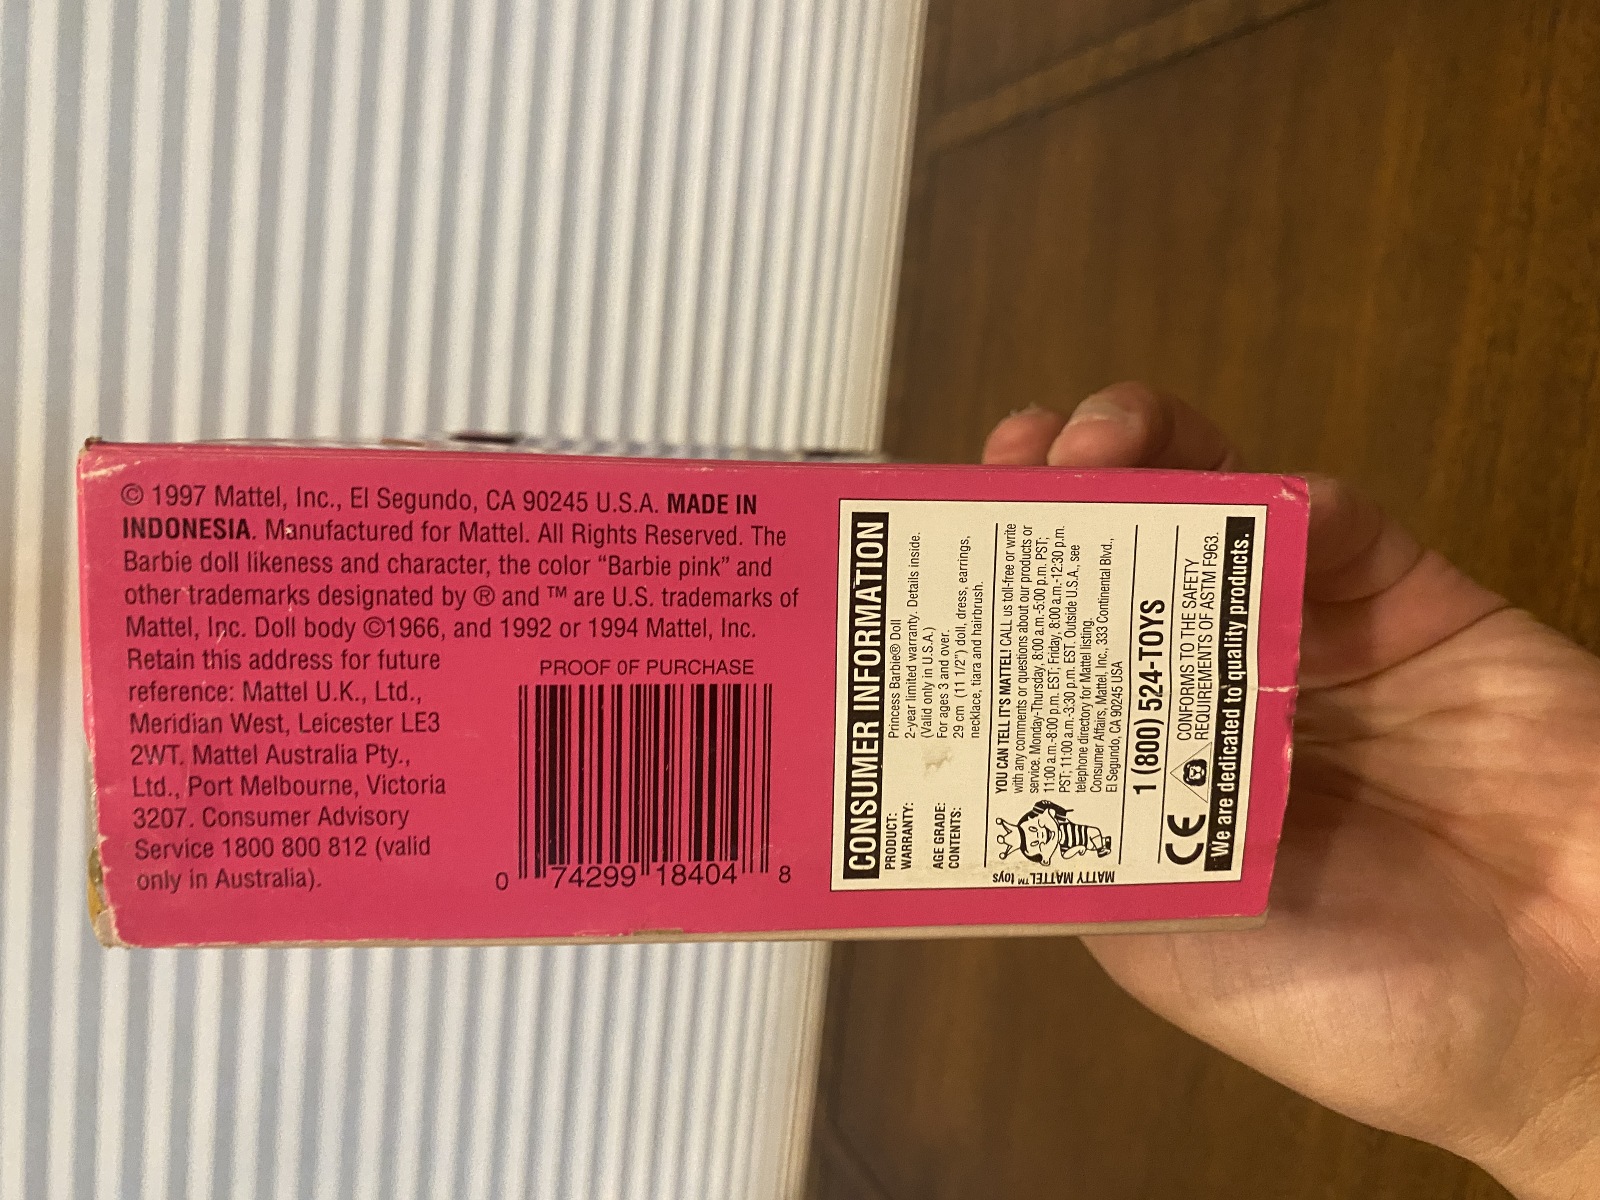 © 1997 Mattel, Inc., El Segundo, CA 90245 U.S.A. MADE IN
INDONESIA. Manufactured for Mattel. All Rights Reserved. The
Barbie doll likeness and character, the color “Barbie pink” and
other trademarks designated by ® and ™ are U.S. trademarks of
Mattel, Inc. Doll body ©1966, and 1992 or 1994 Mattel, Inc.
Retain this address for future
reference: Mattel U.K., Ltd.,
Meridian West, Leicester LE3
2WT. Mattel Australia Pty.,
Ltd., Port Melbourne, Victoria
3207. Consumer Advisory
Service 1800 800 812 (valid
only in Australia).
PROOF OF PURCHASE
0 74299 18404 8
CONSUMER INFORMATION
PRODUCT: Princess Barbie® Doll
WARRANTY: 2-year limited warranty. Details inside.
(Valid only in U.S.A.)
AGE GRADE: For ages 3 and over.
CONTENTS: 29 cm (11 1/2") doll, dress, earrings,
necklace, tiara and hairbrush.
YOU CAN TELL IT'S MATTEL! CALL us toll-free or write
with any comments or questions about our products or
service. Monday-Thursday, 8:00 a.m.-5:00 p.m. PST;
11:00 a.m.-8:00 p.m. EST; Friday, 8:00 a.m.-12:30 p.m.
PST; 11:00 a.m.-3:30 p.m. EST. Outside U.S.A., see
telephone directory for Mattel listing.
Consumer Affairs, Mattel, Inc., 333 Continental Blvd.,
El Segundo, CA 90245 USA
MATTY MATTEL™ toys
1 (800) 524-TOYS
CE
CONFORMS TO THE SAFETY
REQUIREMENTS OF ASTM F963.
We are dedicated to quality products.